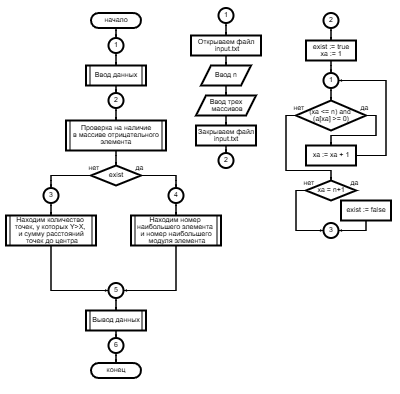 начало
1
Ввод данных
2
Проверка на наличие
в массиве отрицательного
элемента
нет
exist
да
3
4
Находим количество
точек, у которых Y>X,
и сумму расстояний
точек до центра
Находим номер
наибольшего элемента
и номер наибольшего
модуля элемента
5
Вывод данных
6
конец
1
Открываем файл
input.txt
Ввод n
Ввод трех
массивов
Закрываем файл
input.txt
2
2
exist := true
xa := 1
1
нет
да
(xa <= n) and
(a[xa] >= 0)
xa := xa + 1
нет
xa = n+1
да
exist := false
3